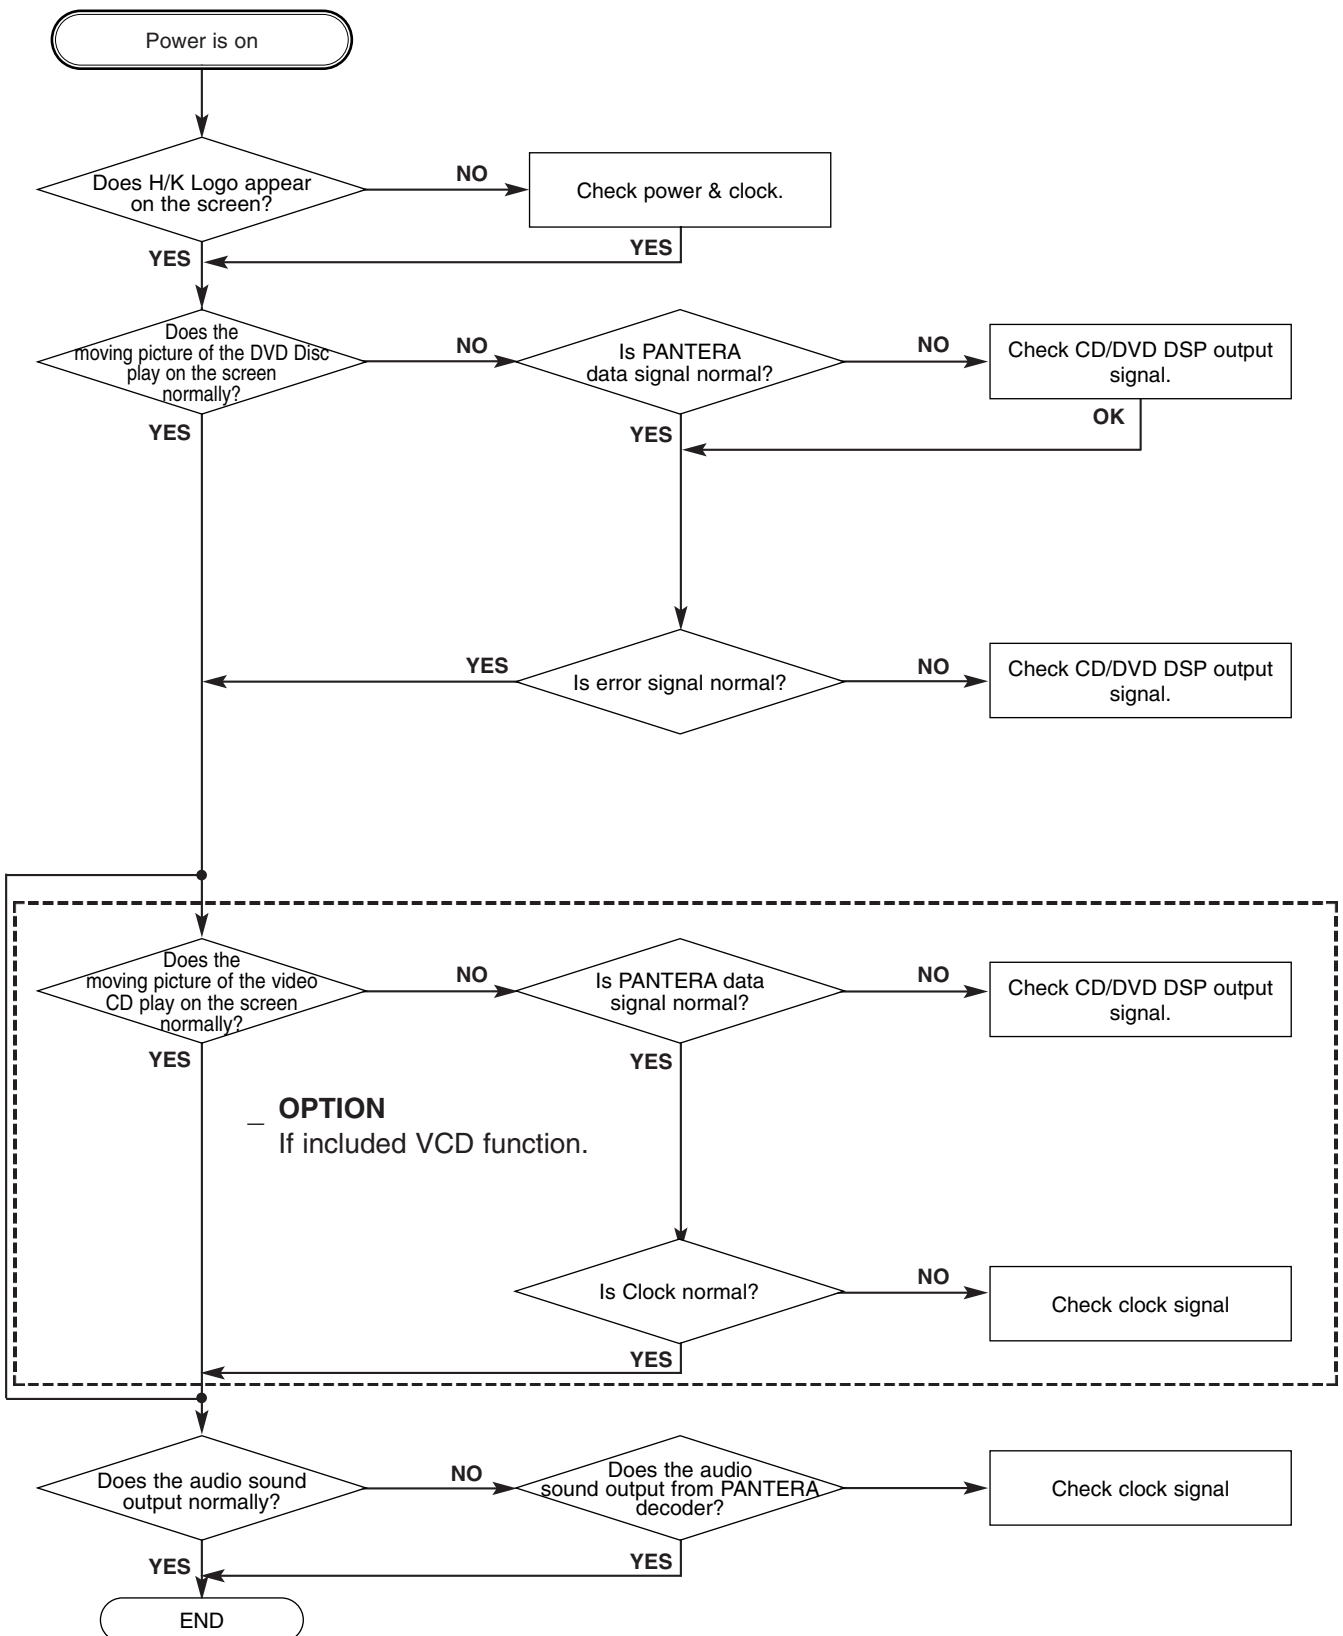 Power is on
Does H/K Logo appear
on the screen?
NO
Check power & clock.
YES
YES
Does the
moving picture of the DVD Disc
play on the screen
normally?
NO
Is PANTERA
data signal normal?
NO
Check CD/DVD DSP output
signal.
YES
YES
OK
YES
Is error signal normal?
NO
Check CD/DVD DSP output
signal.
Does the
moving picture of the video
CD play on the screen
normally?
NO
Is PANTERA data
signal normal?
NO
Check CD/DVD DSP output
signal.
YES
YES
_ OPTION
If included VCD function.
Is Clock normal?
NO
Check clock signal
YES
Does the audio sound
output normally?
NO
Does the audio
sound output from PANTERA
decoder?
Check clock signal
YES
YES
END